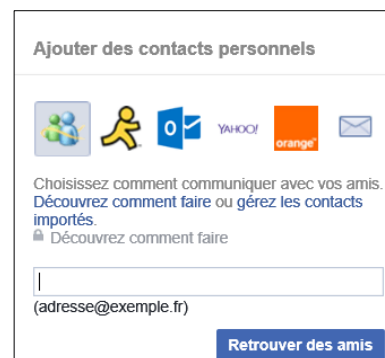 Ajouter des contacts personnels
YAHOO!
orange
Choisissez comment communiquer avec vos amis.
Découvrez comment faire ou gérez les contacts
importés.
Découvrez comment faire
(adresse@exemple.fr)
Retrouver des amis